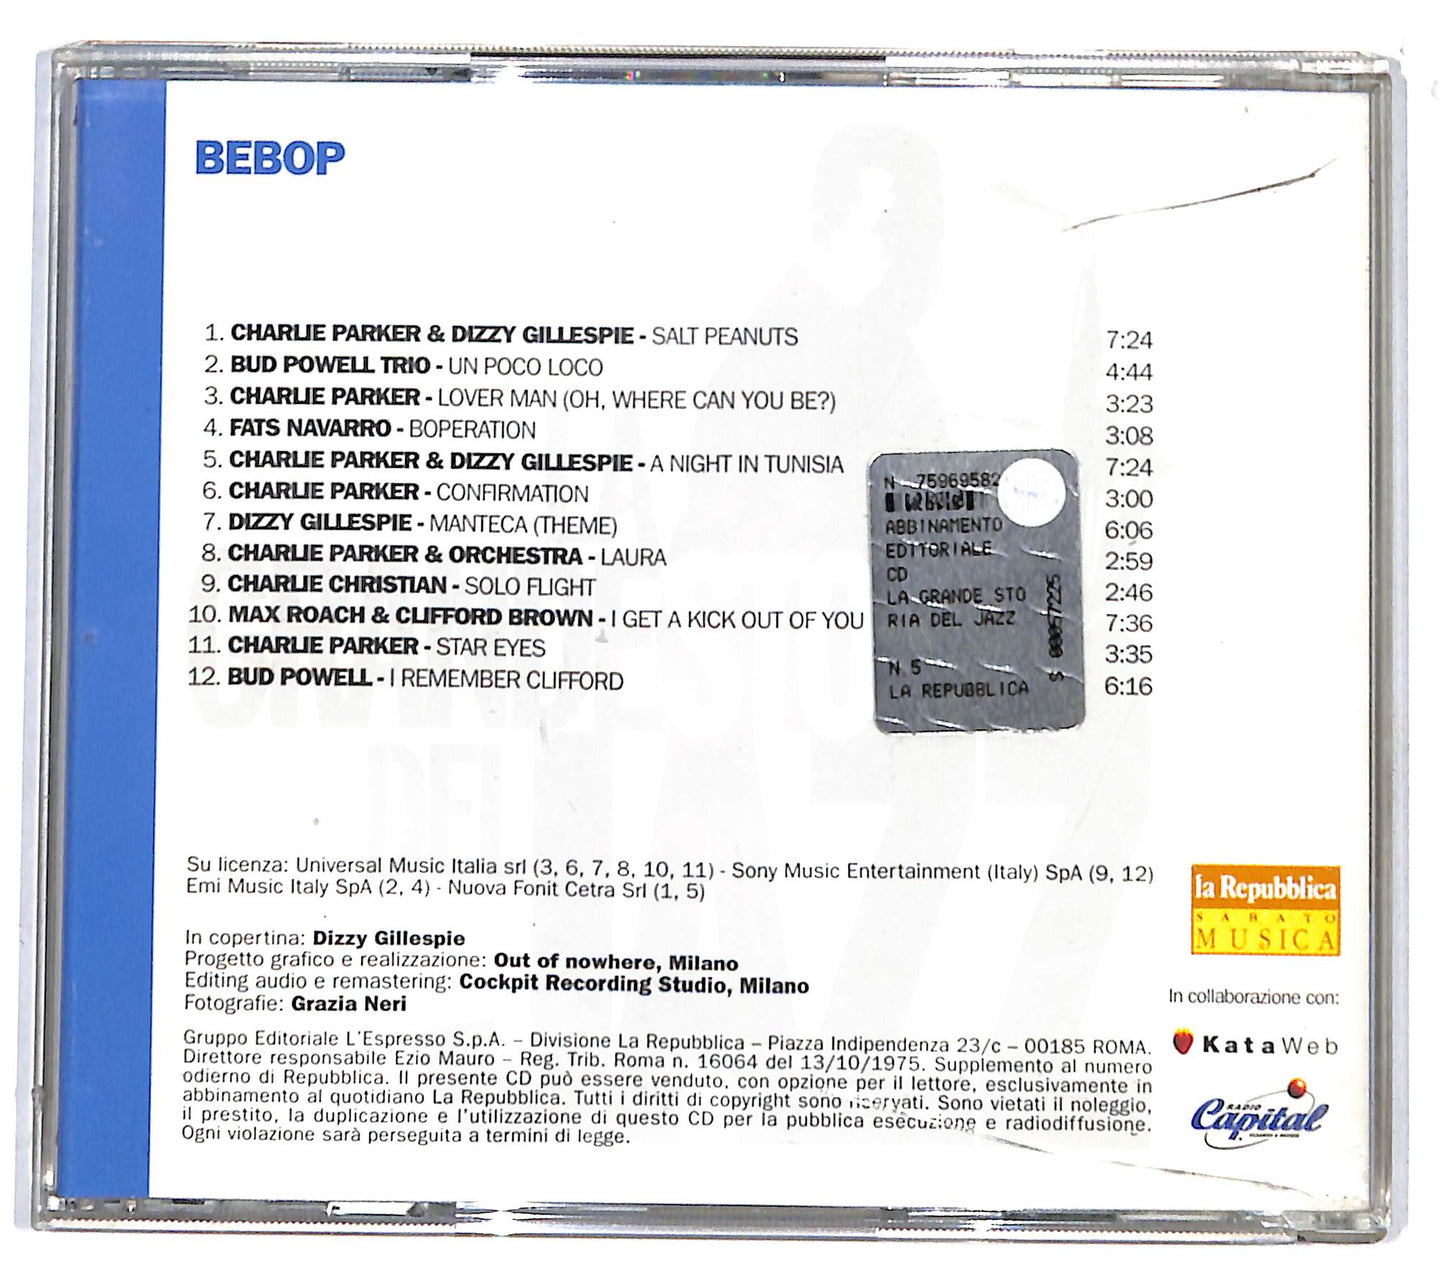 BEBOP
1. CHARLIE PARKER & DIZZY GILLESPIE - SALT PEANUTS 7:24
2. BUD POWELL TRIO - UN POCO LOCO 4:44
3. CHARLIE PARKER - LOVER MAN (OH, WHERE CAN YOU BE?) 3:23
4. FATS NAVARRO - BOPERATION 3:08
5. CHARLIE PARKER & DIZZY GILLESPIE - A NIGHT IN TUNISIA 7:24
6. CHARLIE PARKER - CONFIRMATION 3:00
7. DIZZY GILLESPIE - MANTECA (THEME) 6:06
8. CHARLIE PARKER & ORCHESTRA - LAURA 2:59
9. CHARLIE CHRISTIAN - SOLO FLIGHT 2:46
10. MAX ROACH & CLIFFORD BROWN - I GET A KICK OUT OF YOU 7:36
11. CHARLIE PARKER - STAR EYES 3:35
12. BUD POWELL - I REMEMBER CLIFFORD 6:16
N 75969582
ABBINAMENTO
EDITORIALE
CD
LA GRANDE STO
RIA DEL JAZZ
N 5
LA REPUBBLICA
S 00057225
LA
GRANDE STORIA
DEL JAZZ
Su licenza: Universal Music Italia srl (3, 6, 7, 8, 10, 11) - Sony Music Entertainment (Italy) SpA (9, 12)
Emi Music Italy SpA (2, 4) - Nuova Fonit Cetra Srl (1, 5)
In copertina: Dizzy Gillespie
Progetto grafico e realizzazione: Out of nowhere, Milano
Editing audio e remastering: Cockpit Recording Studio, Milano
Fotografie: Grazia Neri
Gruppo Editoriale L'Espresso S.p.A. – Divisione La Repubblica – Piazza Indipendenza 23/c – 00185 ROMA.
Direttore responsabile Ezio Mauro – Reg. Trib. Roma n. 16064 del 13/10/1975. Supplemento al numero
odierno di Repubblica. Il presente CD può essere venduto, con opzione per il lettore, esclusivamente in
abbinamento al quotidiano La Repubblica. Tutti i diritti di copyright sono riservati. Sono vietati il noleggio,
il prestito, la duplicazione e l'utilizzazione di questo CD per la pubblica esecuzione e radiodiffusione.
Ogni violazione sarà perseguita a termini di legge.
la Repubblica
SABATO
MUSICA
In collaborazione con:
KataWeb
RADIO
Capital